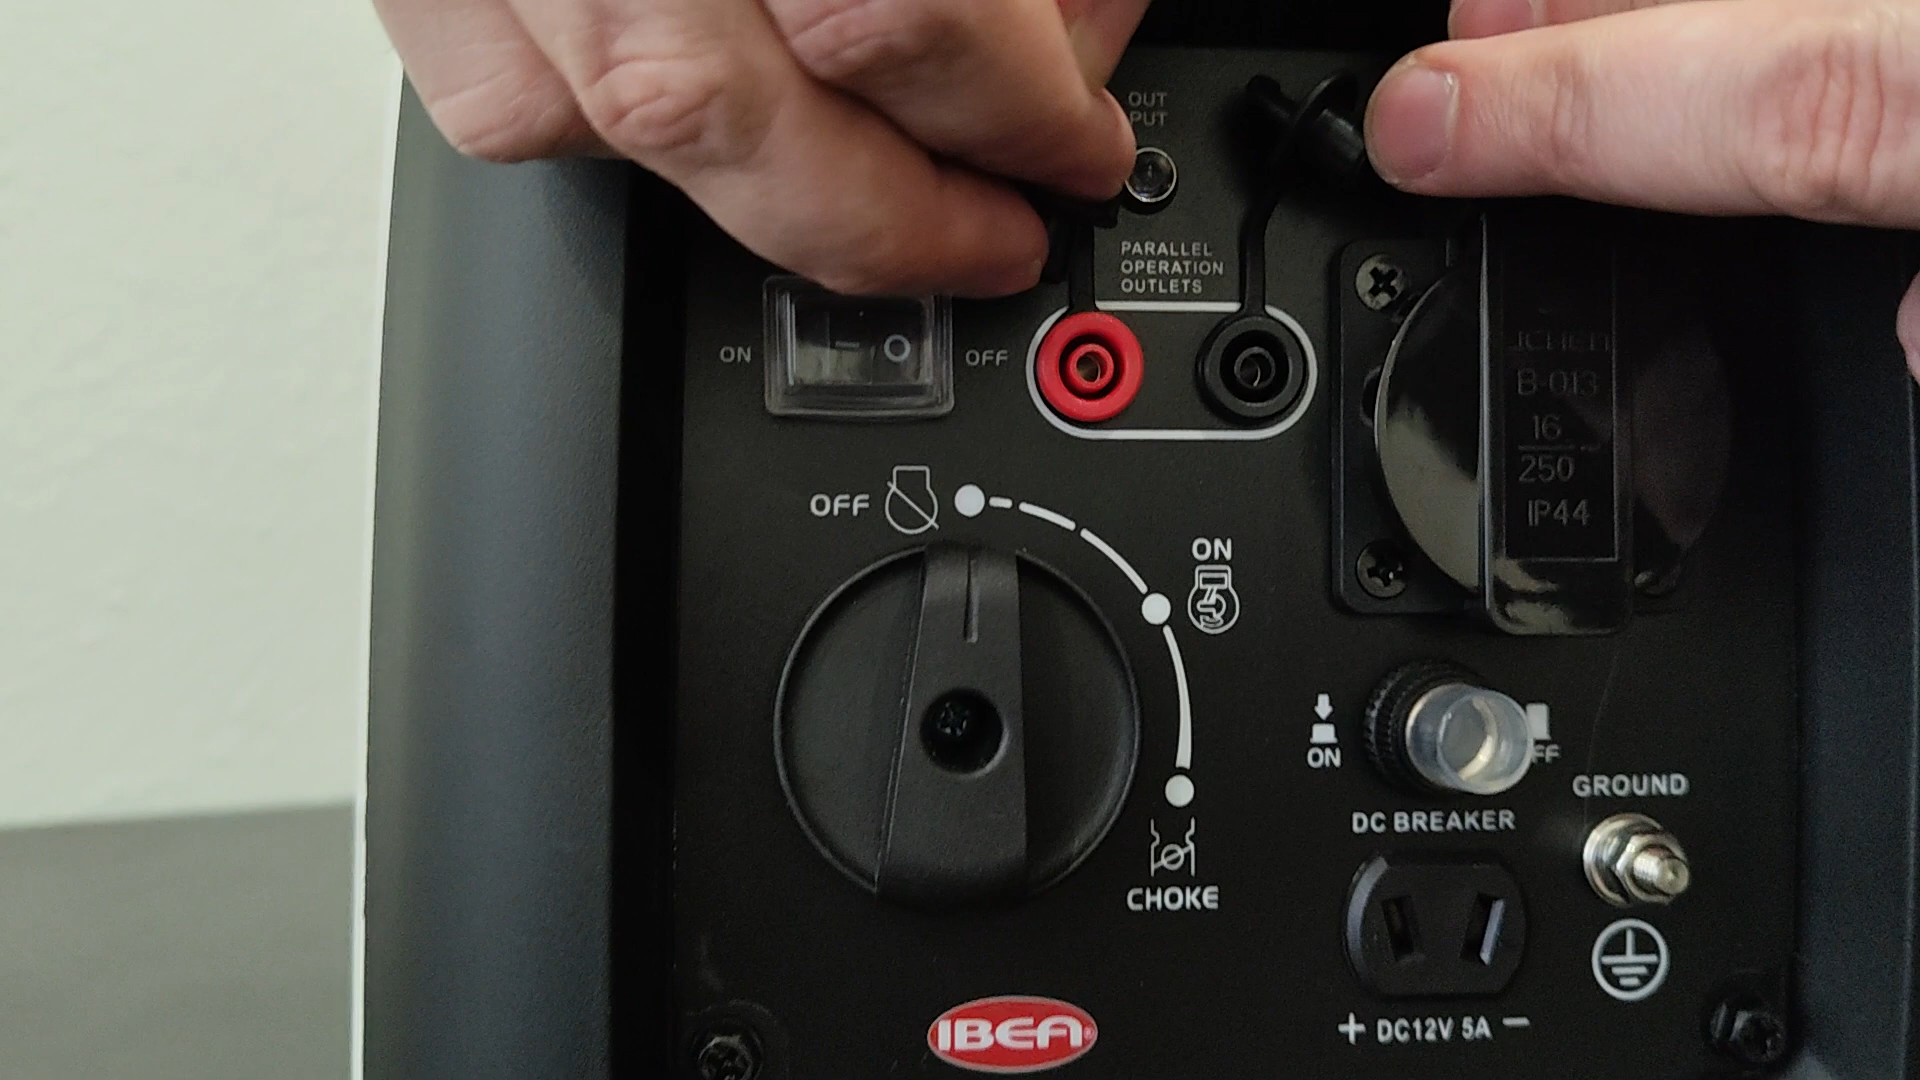 OUT
PUT
PARALLEL
OPERATION
OUTLETS
ON
OFF
B-013
16
250
IP44
OFF
ON
ON
FF
DC BREAKER
GROUND
CHOKE
IBEA
+ DC12V 5A −